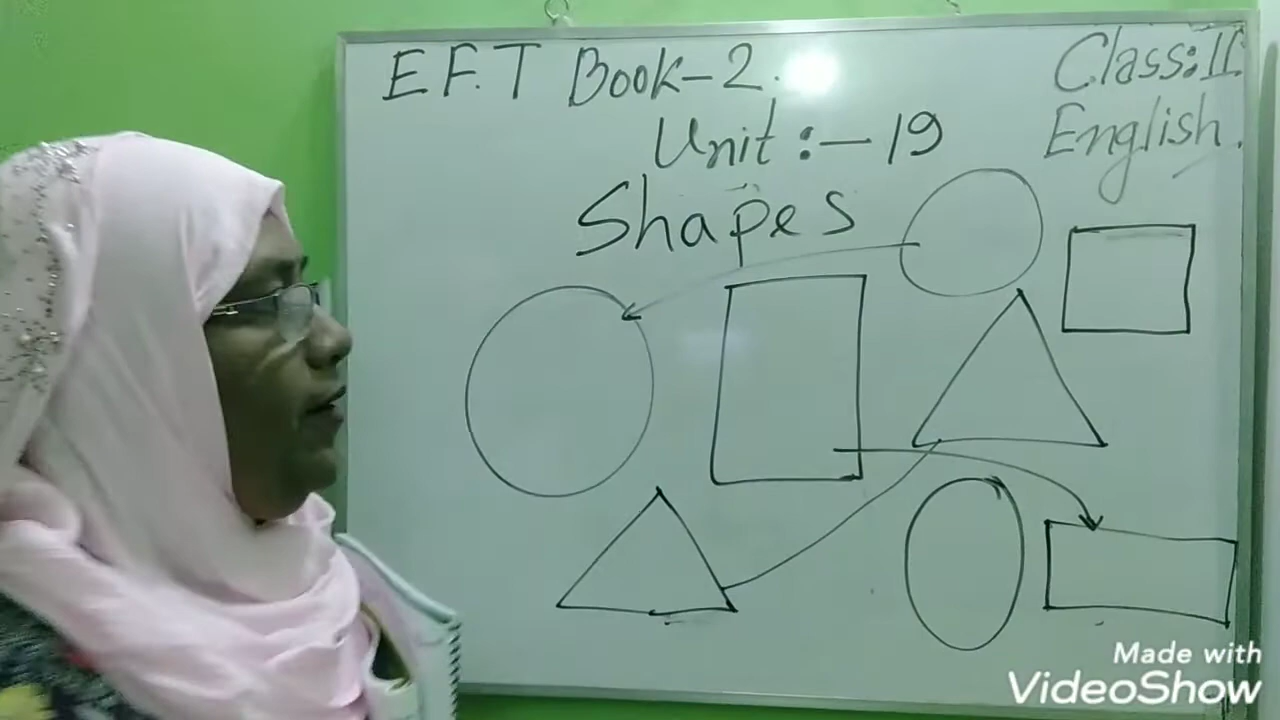 E.F.T Book-2.
Class: II
Unit :- 19
English.
Shapes
Made with
VideoShow